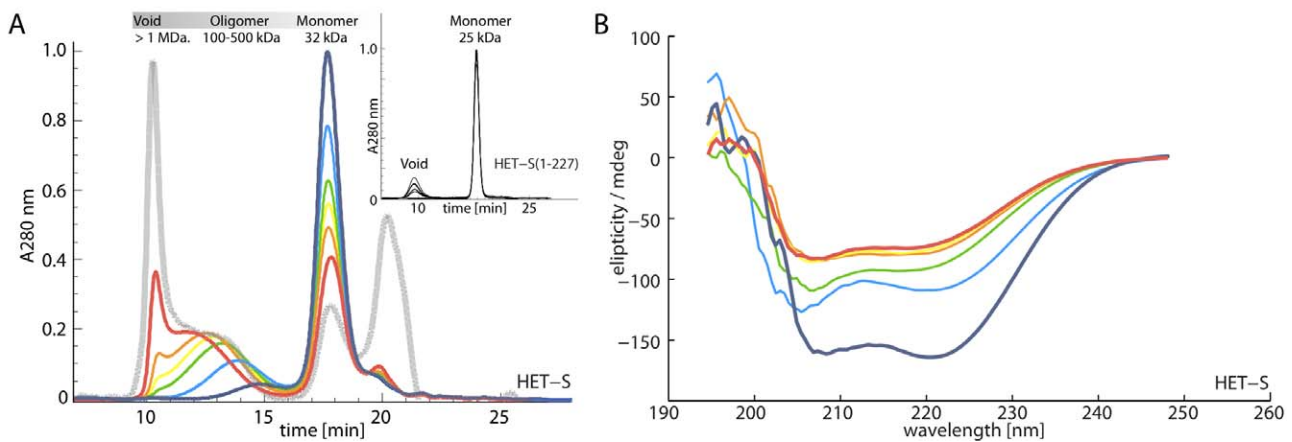 A
Void Oligomer Monomer
> 1 MDa. 100-500 kDa 32 kDa
1.0
0.8
0.6
0.4
0.2
0
A280 nm
10 15 20 25
time [min]
HET–S
Monomer
25 kDa
1.0
A280 nm
Void
HET–S(1-227)
0
10 time [min] 25
B
100
50
0
−50
−100
−150
−200
elipticity / mdeg
190 200 210 220 230 240 250 260
wavelength [nm]
HET–S